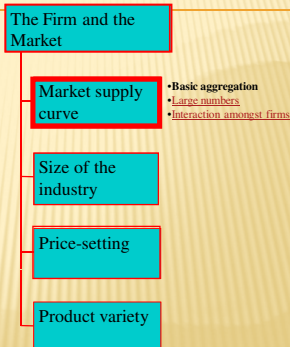 The Firm and the
Market
Market supply
curve
•Basic aggregation
•Large numbers
•Interaction amongst firms
Size of the
industry
Price-setting
Product variety